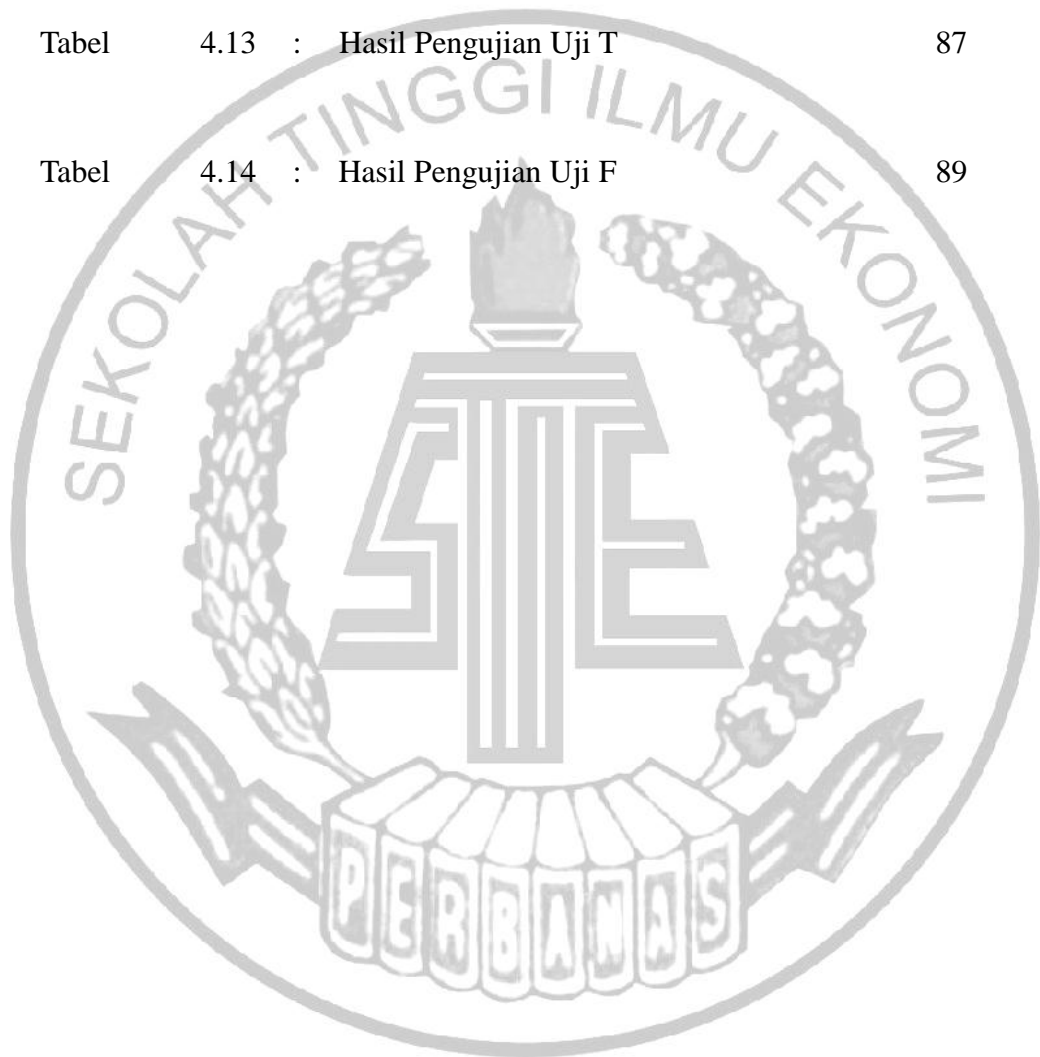 Tabel 4.13 : Hasil Pengujian Uji T 87
Tabel 4.14 : Hasil Pengujian Uji F 89
SEKOLAH TINGGI ILMU EKONOMI
STIE
PERBANAS